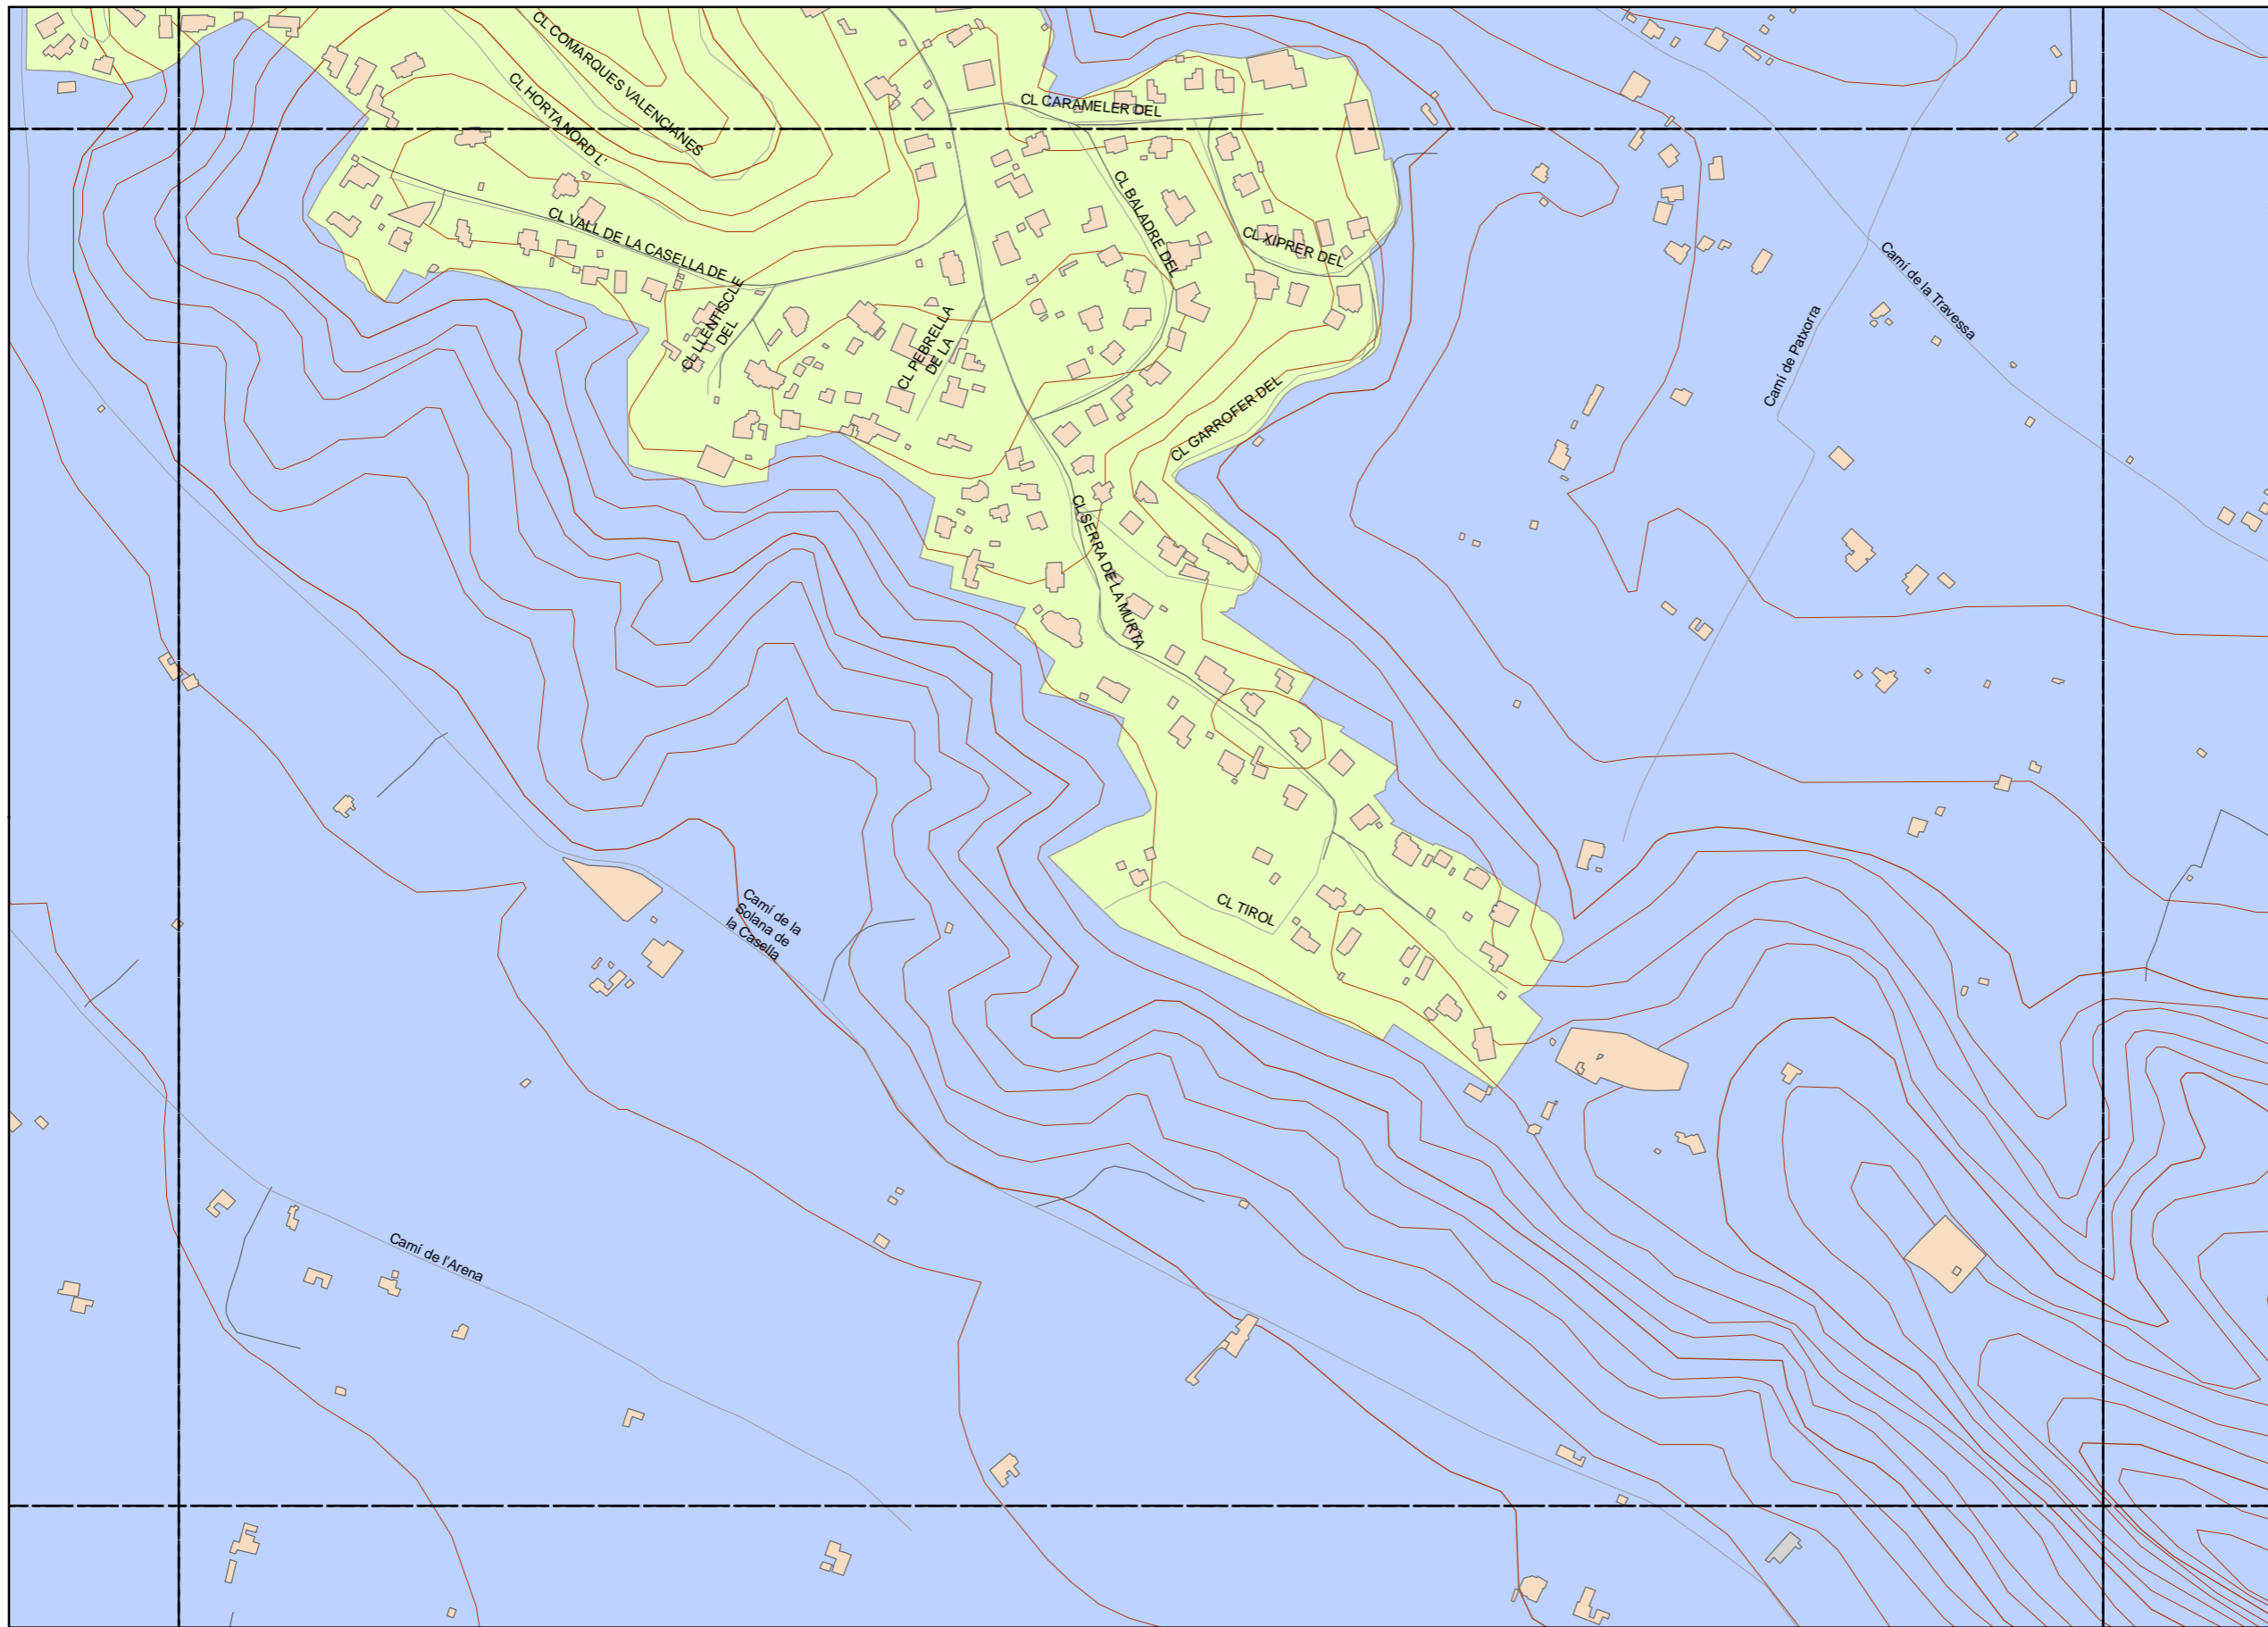 CL COMARQUES VALENCIANES
CL HORTA NORD L'
CL CARAMELER DEL
CL BALADRE DEL
CL XIPRER DEL
CL VALL DE LA CASELLA DE
CL LLENTISCLE
DEL
CL PEBRELLA
DE LA
CL GARROFER DEL
CL SERRA DE LA MURTA
CL TIROL
Camí de la Travessa
Camí de Patxorra
Camí de la
Solana de
la Casella
Camí de l'Arena